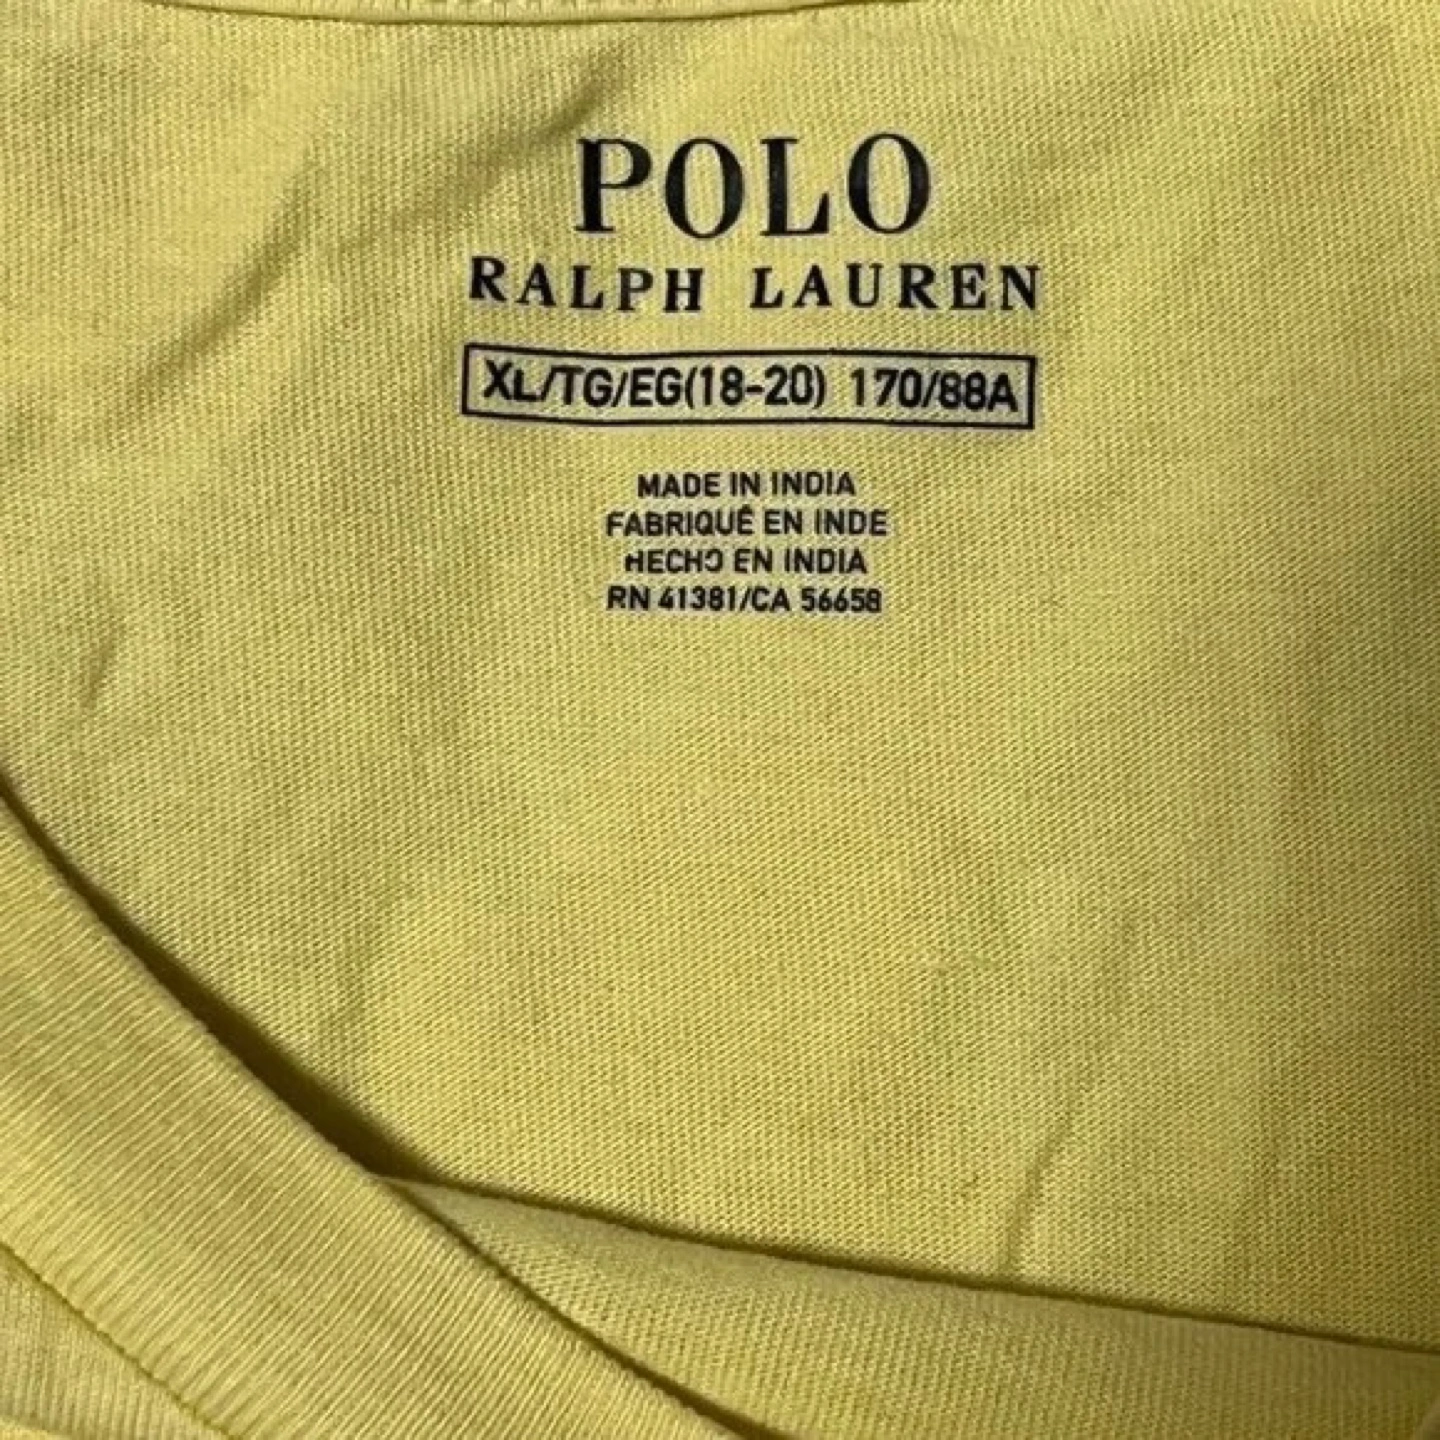 POLO
RALPH LAUREN
XL/TG/EG(18-20) 170/88A
MADE IN INDIA
FABRIQUÉ EN INDE
HECHO EN INDIA
RN 41381/CA 56658